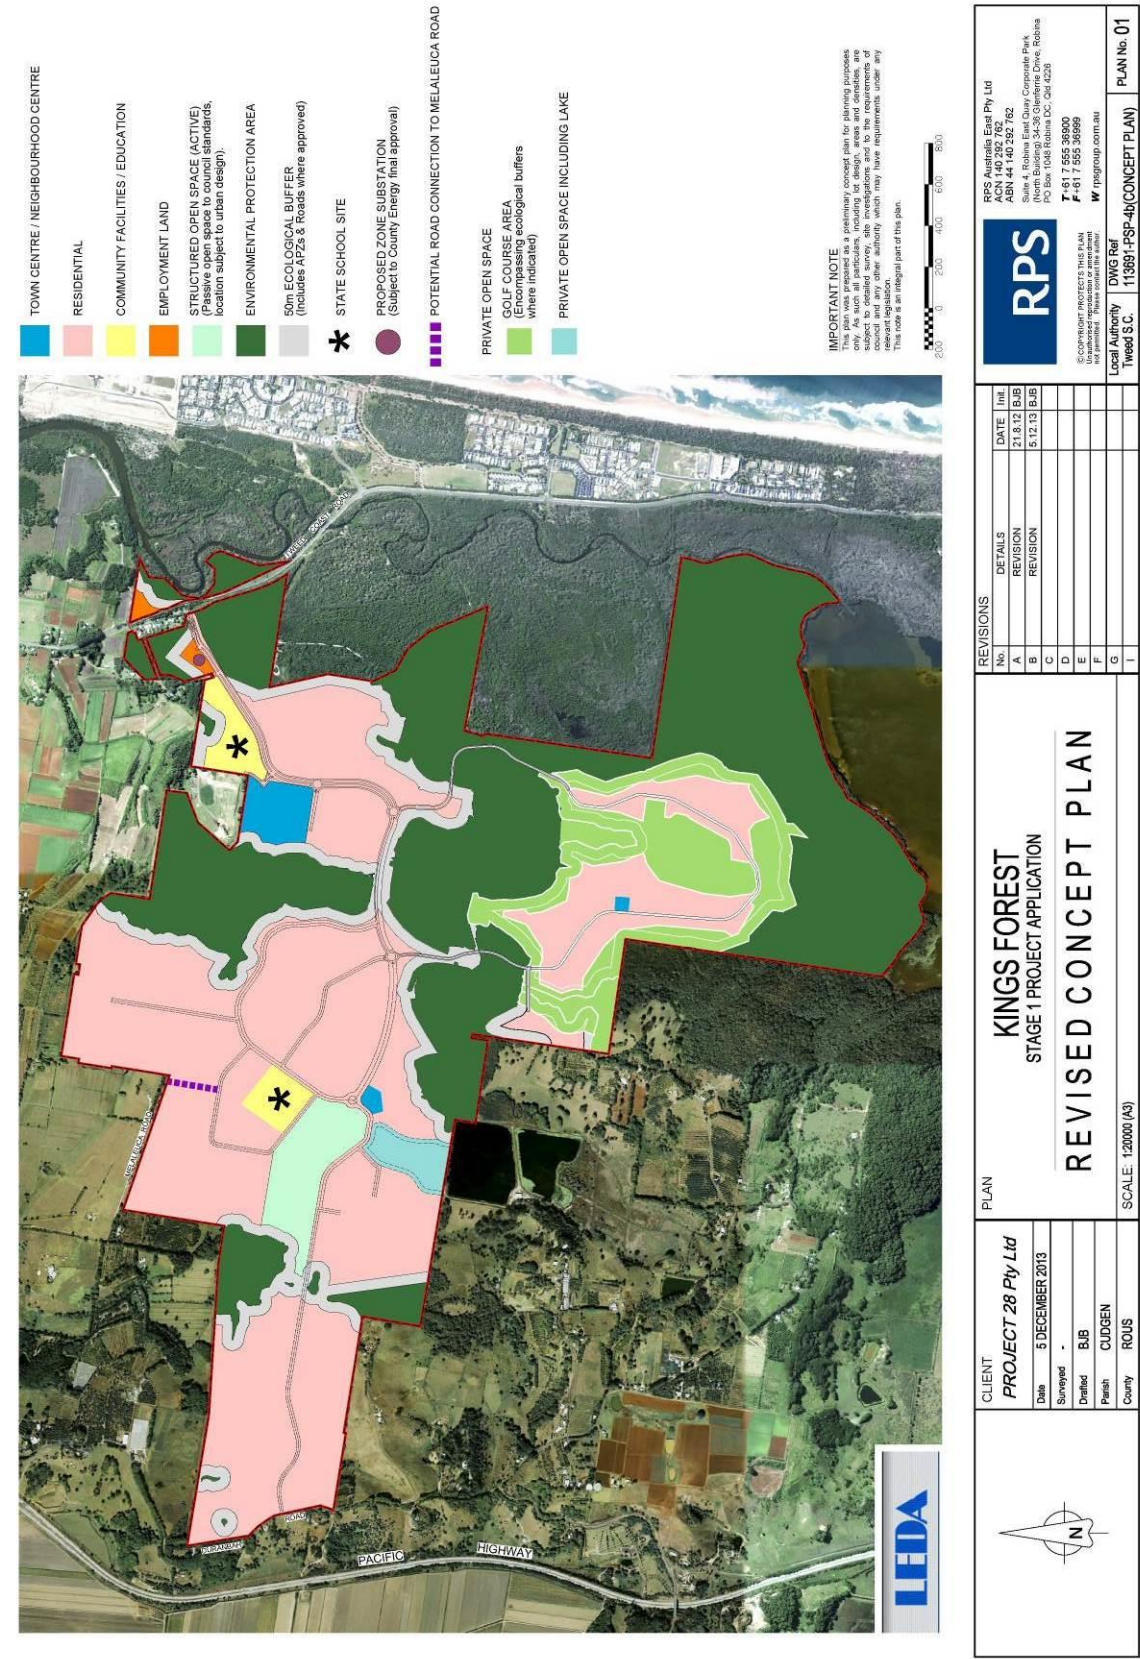 TOWN CENTRE / NEIGHBOURHOOD CENTRE
RESIDENTIAL
COMMUNITY FACILITIES / EDUCATION
EMPLOYMENT LAND
STRUCTURED OPEN SPACE (ACTIVE)
(Passive open space to council standards,
location subject to urban design).
ENVIRONMENTAL PROTECTION AREA
50m ECOLOGICAL BUFFER
(Includes APZs & Roads where approved)
STATE SCHOOL SITE
PROPOSED ZONE SUBSTATION
(Subject to County Energy final approval)
POTENTIAL ROAD CONNECTION TO MELALEUCA ROAD
PRIVATE OPEN SPACE
GOLF COURSE AREA
(Encompassing ecological buffers
where indicated)
PRIVATE OPEN SPACE INCLUDING LAKE
IMPORTANT NOTE
This plan was prepared as a preliminary concept plan for planning purposes
only. As such all particulars, including lot design, areas and densities, are
subject to detailed survey, site investigations and to the requirements of
council and any other authority which may have requirements under any
relevant legislation.
This note is an integral part of this plan.
200 0 200 400 600 800
TWEED COAST ROAD
MELALEUCA ROAD
DURANBAH
ROAD
PACIFIC
HIGHWAY
LEDA
N
CLIENT
PROJECT 28 Pty Ltd
Date 5 DECEMBER 2013
Surveyed -
Drafted BJB
Parish CUDGEN
County ROUS
PLAN
KINGS FOREST
STAGE 1 PROJECT APPLICATION
REVISED CONCEPT PLAN
SCALE: 1:20000 (A3)
REVISIONS
No. DETAILS DATE Init.
A REVISION 21.8.12 BJB
B REVISION 5.12.13 BJB
C
D
E
F
G
I
RPS
© COPYRIGHT PROTECTS THIS PLAN
Unauthorised reproduction or amendment
not permitted. Please contact the author.
RPS Australia East Pty Ltd
ACN 140 292 762
ABN 44 140 292 762
Suite 4, Robina East Quay Corporate Park
(North Building) 34-36 Glenferrie Drive, Robina
PO Box 1048 Robina DC, Qld 4226
T +61 7 555 36900
F +61 7 555 36999
W rpsgroup.com.au
Local Authority
Tweed S.C.
DWG Ref
113691-PSP-4b(CONCEPT PLAN)
PLAN No. 01